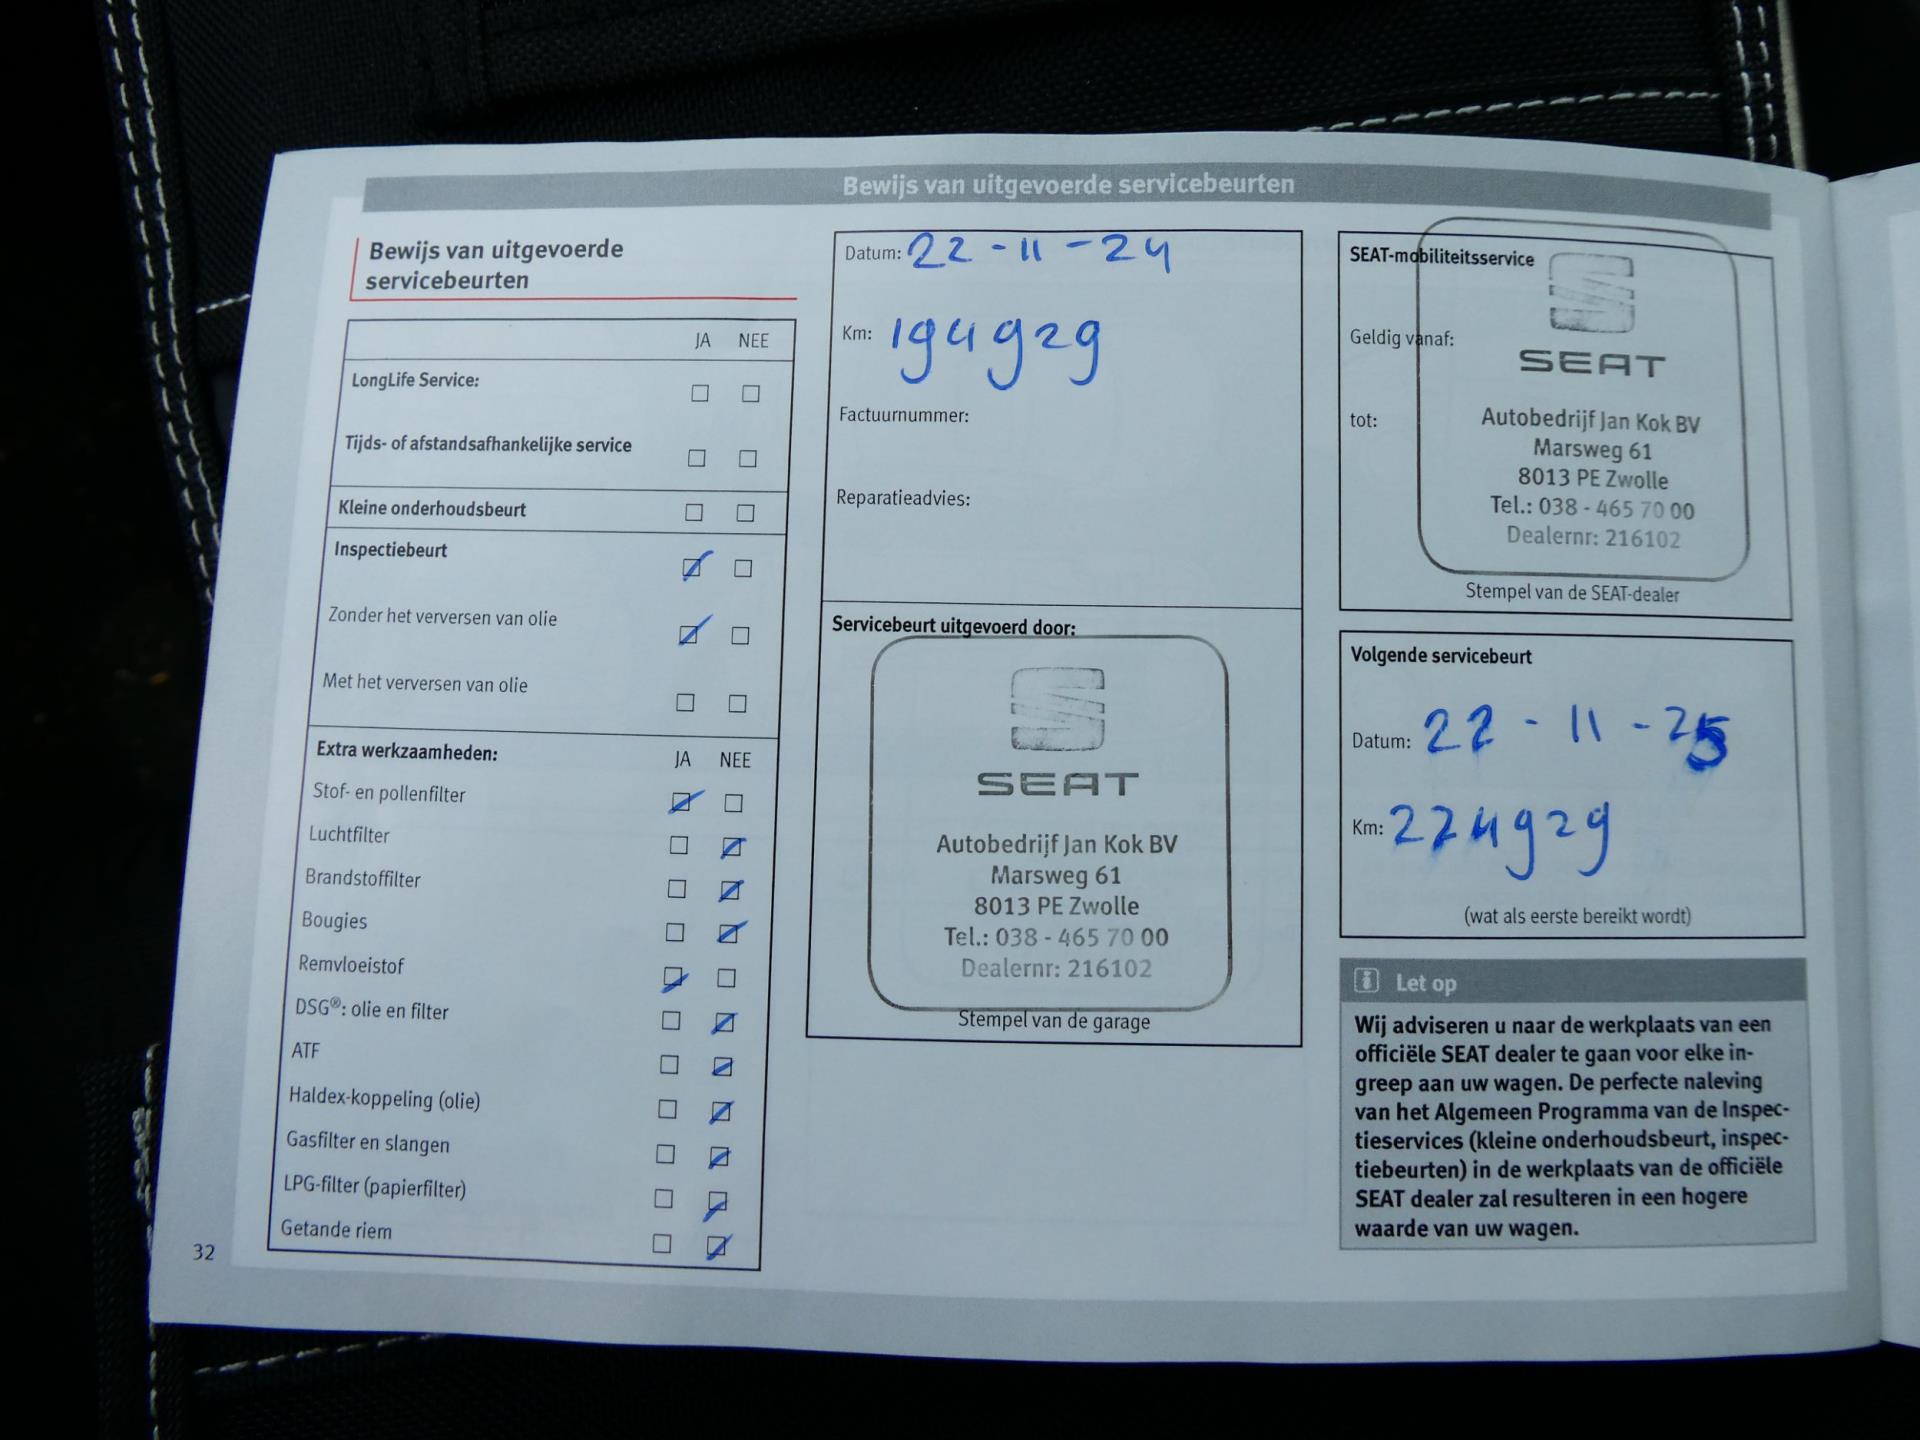 Bewijs van uitgevoerde servicebeurten
Bewijs van uitgevoerde
servicebeurten
JA NEE
LongLife Service:
Tijds- of afstandsafhankelijke service
Kleine onderhoudsbeurt
Inspectiebeurt
Zonder het verversen van olie
Met het verversen van olie
Extra werkzaamheden: JA NEE
Stof- en pollenfilter
Luchtfilter
Brandstoffilter
Bougies
Remvloeistof
DSG®: olie en filter
ATF
Haldex-koppeling (olie)
Gasfilter en slangen
LPG-filter (papierfilter)
Getande riem
32
Datum: 22-11-24
Km: 194929
Factuurnummer:
Reparatieadvies:
Servicebeurt uitgevoerd door:
SEAT
Autobedrijf Jan Kok BV
Marsweg 61
8013 PE Zwolle
Tel.: 038 - 465 70 00
Dealernr: 216102
Stempel van de garage
SEAT-mobiliteitsservice
Geldig vanaf:
tot:
SEAT
Autobedrijf Jan Kok BV
Marsweg 61
8013 PE Zwolle
Tel.: 038 - 465 70 00
Dealernr: 216102
Stempel van de SEAT-dealer
Volgende servicebeurt
Datum: 22-11-25
Km: 224929
(wat als eerste bereikt wordt)
Let op
Wij adviseren u naar de werkplaats van een
officiële SEAT dealer te gaan voor elke in-
greep aan uw wagen. De perfecte naleving
van het Algemeen Programma van de Inspec-
tieservices (kleine onderhoudsbeurt, inspec-
tiebeurten) in de werkplaats van de officiële
SEAT dealer zal resulteren in een hogere
waarde van uw wagen.